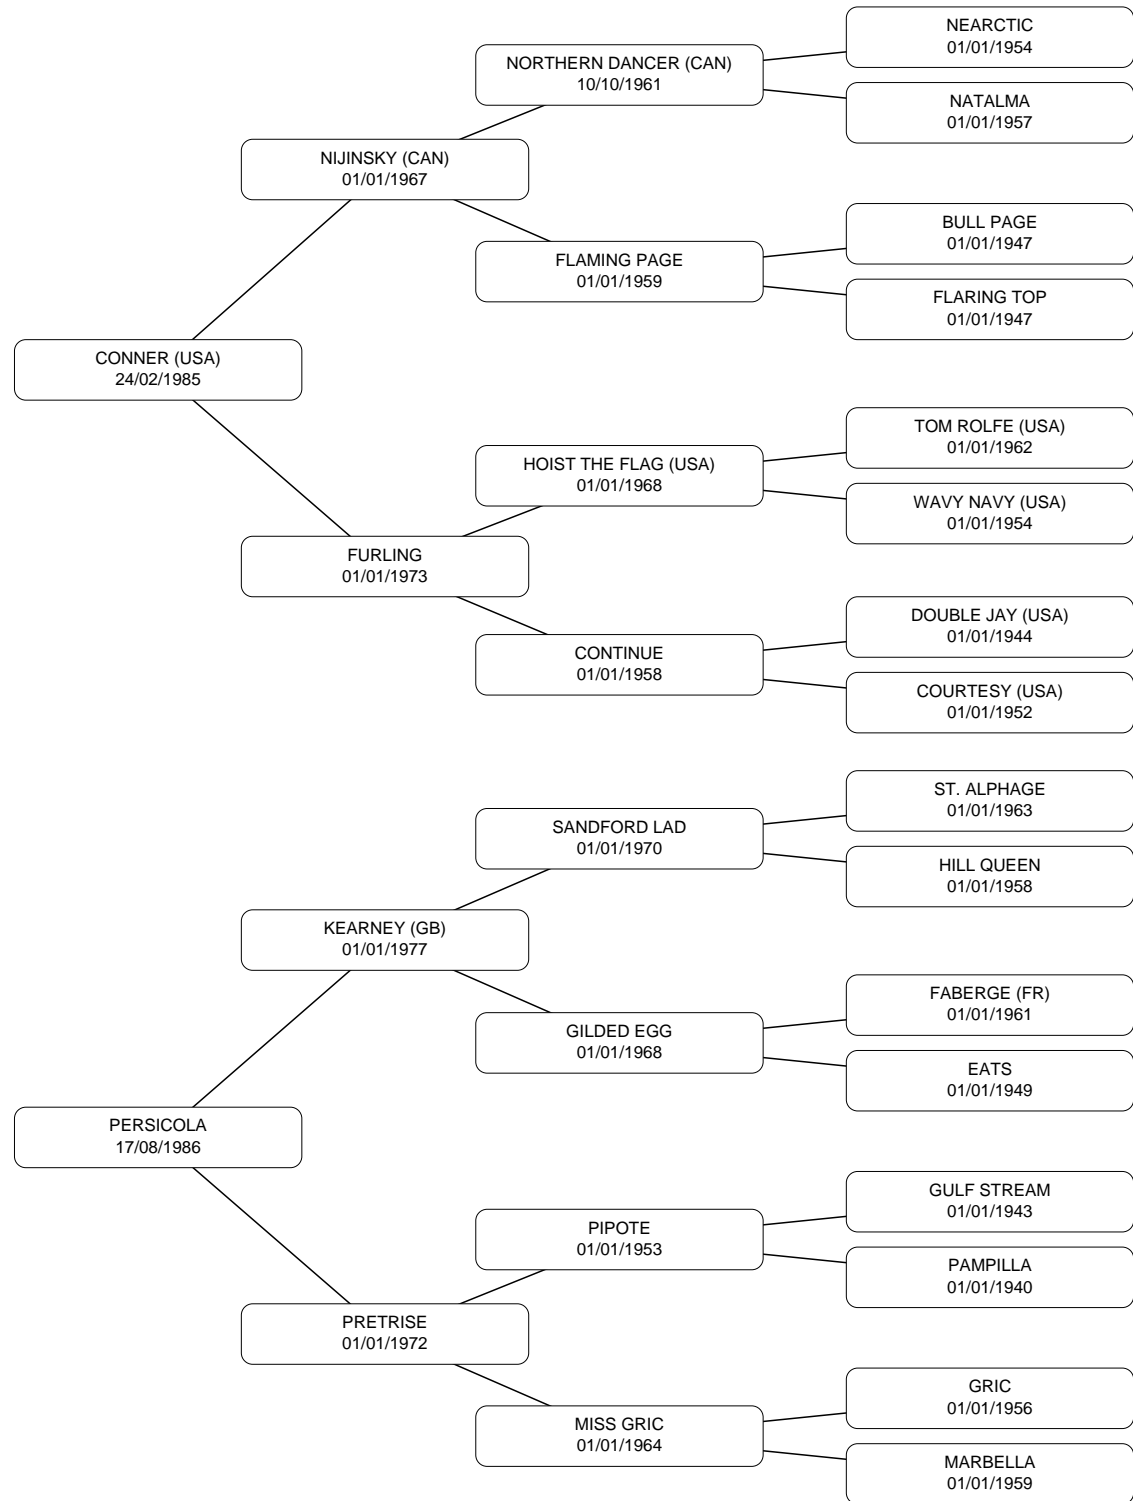 NEARCTIC
01/01/1954
NORTHERN DANCER (CAN)
10/10/1961
NATALMA
01/01/1957
NIJINSKY (CAN)
01/01/1967
BULL PAGE
01/01/1947
FLAMING PAGE
01/01/1959
FLARING TOP
01/01/1947
CONNER (USA)
24/02/1985
TOM ROLFE (USA)
01/01/1962
HOIST THE FLAG (USA)
01/01/1968
WAVY NAVY (USA)
01/01/1954
FURLING
01/01/1973
DOUBLE JAY (USA)
01/01/1944
CONTINUE
01/01/1958
COURTESY (USA)
01/01/1952
ST. ALPHAGE
01/01/1963
SANDFORD LAD
01/01/1970
HILL QUEEN
01/01/1958
KEARNEY (GB)
01/01/1977
FABERGE (FR)
01/01/1961
GILDED EGG
01/01/1968
EATS
01/01/1949
PERSICOLA
17/08/1986
GULF STREAM
01/01/1943
PIPOTE
01/01/1953
PAMPILLA
01/01/1940
PRETRISE
01/01/1972
GRIC
01/01/1956
MISS GRIC
01/01/1964
MARBELLA
01/01/1959